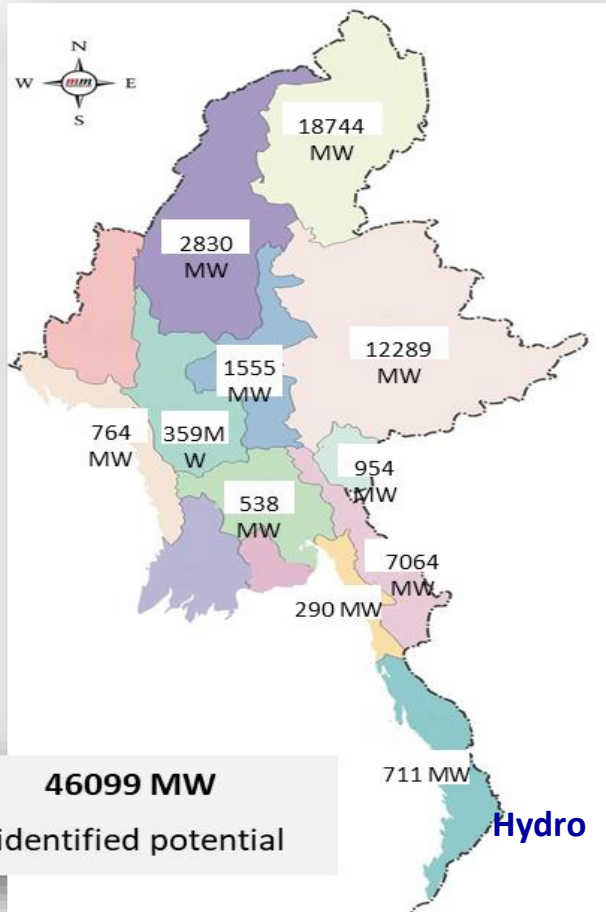 N
W mm E
S
18744
MW
2830
MW
12289
MW
1555
MW
764
MW
359M
W
954
MW
538
MW
7064
MW
290 MW
711 MW
46099 MW
identified potential
Hydro